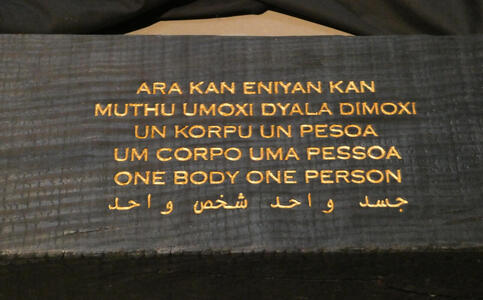 ARA KAN ENIYAN KAN
MUTHU UMOXI DYALA DIMOXI
UN KORPU UN PESOA
UM CORPO UMA PESSOA
ONE BODY ONE PERSON
جسد واحد شخص واحد